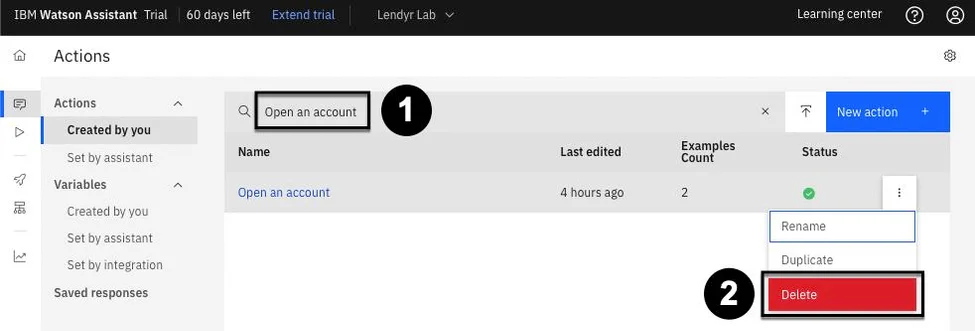 IBM Watson Assistant Trial 60 days left Extend trial Lendyr Lab Learning center
Actions
Actions
Created by you
Set by assistant
Variables
Created by you
Set by assistant
Set by integration
Saved responses
Open an account 1 New action +
Name Last edited Examples Count Status
Open an account 4 hours ago 2
Rename
Duplicate
2 Delete